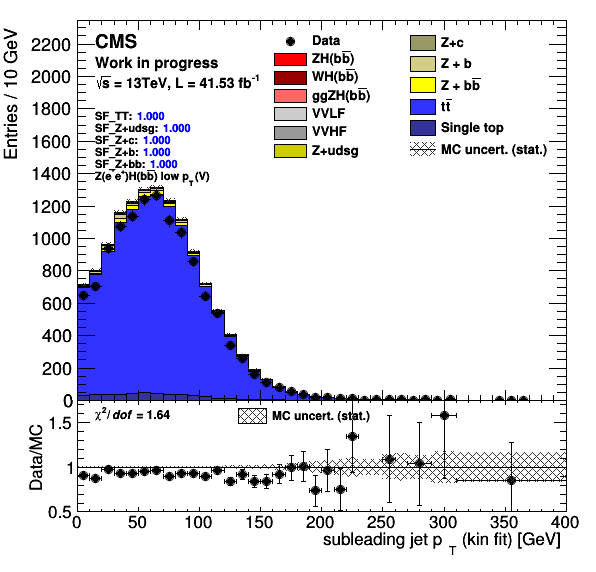 CMS
Work in progress
√s = 13TeV, L = 41.53 fb⁻¹
SF_TT: 1.000
SF_Z+udsg: 1.000
SF_Z+c: 1.000
SF_Z+b: 1.000
SF_Z+bb: 1.000
Z(e⁻e⁺)H(bb̅) low p_T(V)
Data
ZH(bb̅)
WH(bb̅)
ggZH(bb̅)
VVLF
VVHF
Z+udsg
Z+c
Z + b
Z + bb̅
tt̅
Single top
MC uncert. (stat.)
Entries / 10 GeV
2200
2000
1800
1600
1400
1200
1000
800
600
400
200
0
χ²/dof = 1.64
MC uncert. (stat.)
Data/MC
1.5
1
0.5
0 50 100 150 200 250 300 350 400
subleading jet p_T (kin fit) [GeV]